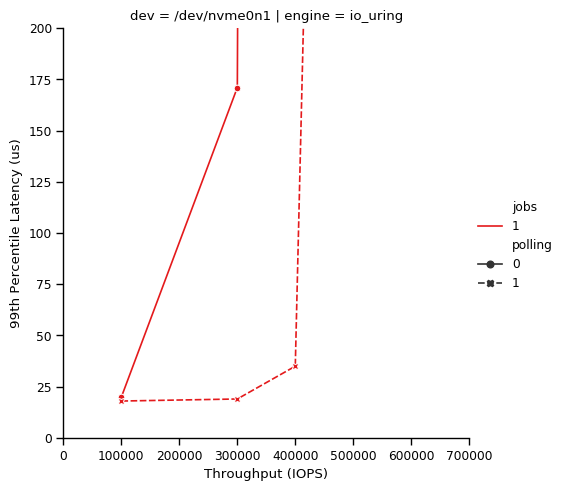 dev = /dev/nvme0n1 | engine = io_uring
200
175
150
125
100
75
50
25
0
99th Percentile Latency (us)
0 100000 200000 300000 400000 500000 600000 700000
Throughput (IOPS)
jobs
1
polling
0
1